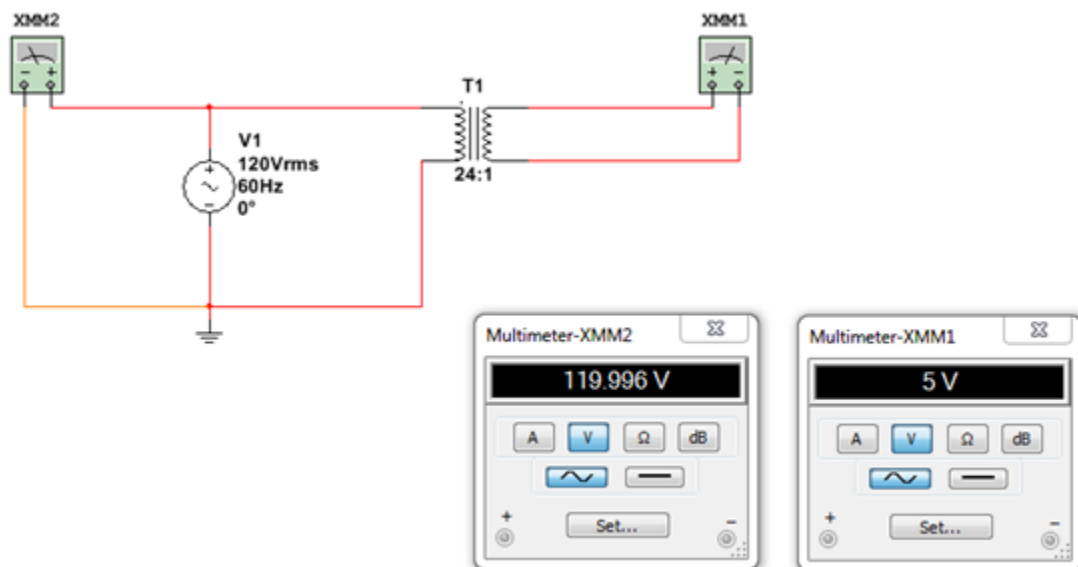 XMM2
XMM1
T1
V1
120Vrms
60Hz
0°
24:1
Multimeter-XMM2
119.996 V
A V Ω dB
Set...
+ −
Multimeter-XMM1
5 V
A V Ω dB
Set...
+ −